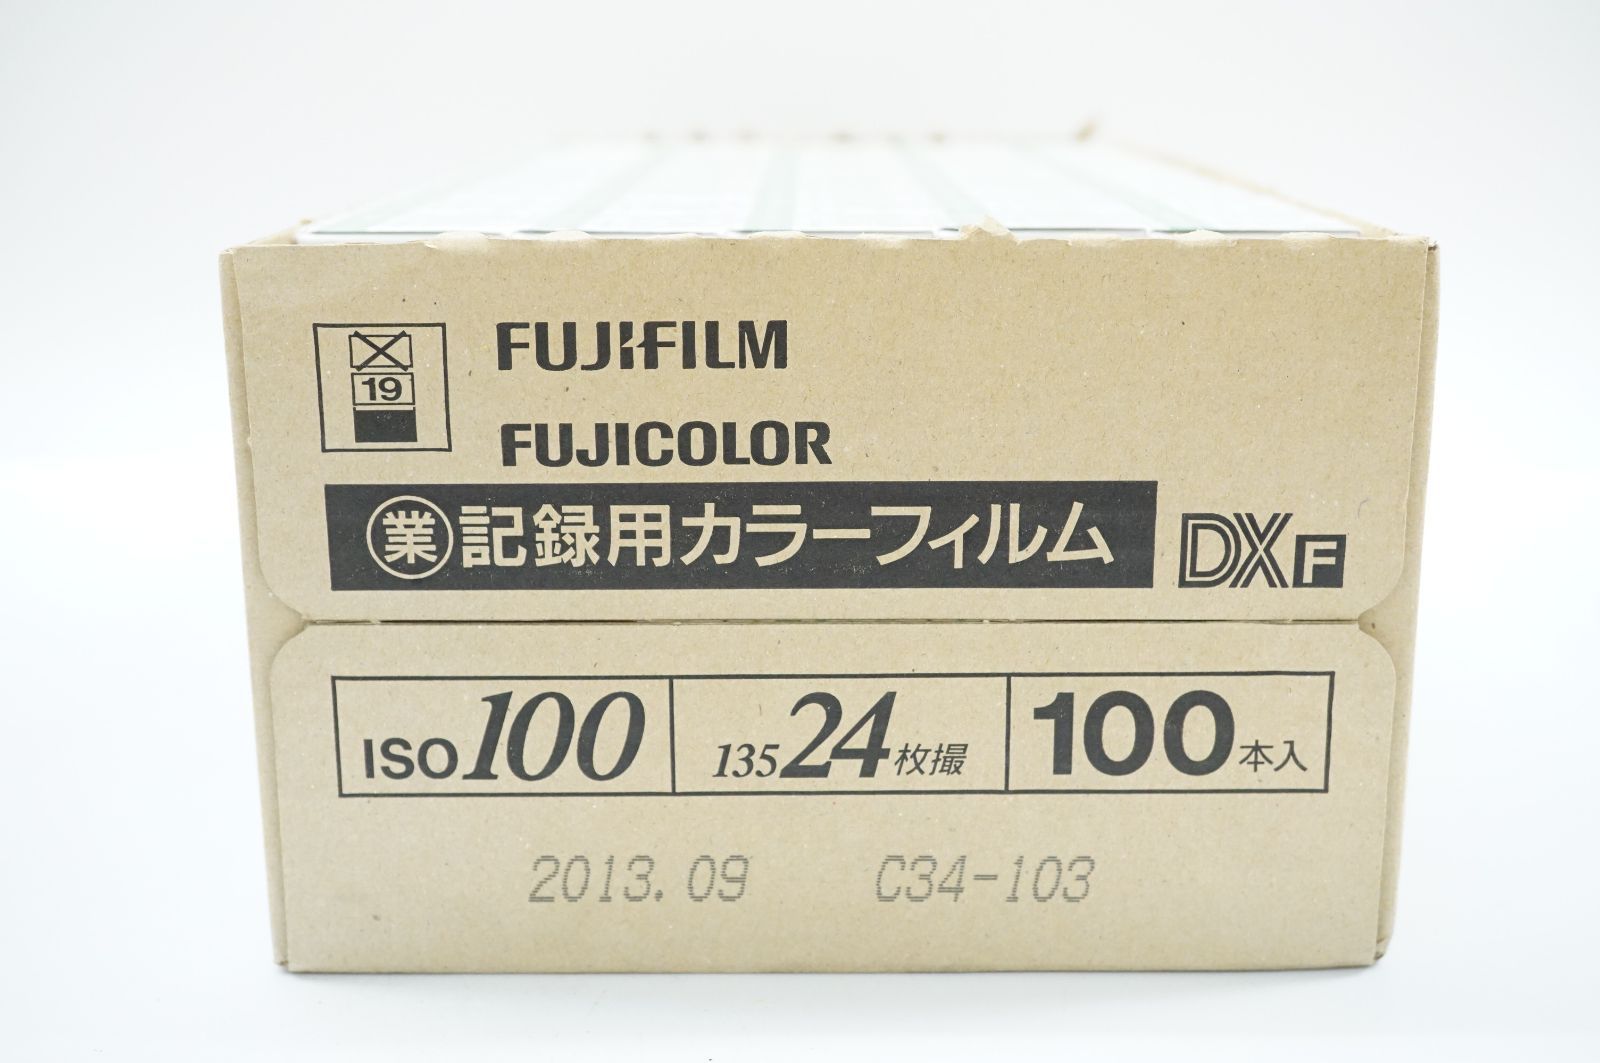 19
FUJIFILM
FUJICOLOR
業 記録用カラーフィルム DX F
ISO 100 135 24 枚撮 100 本入
2013.09 C34-103